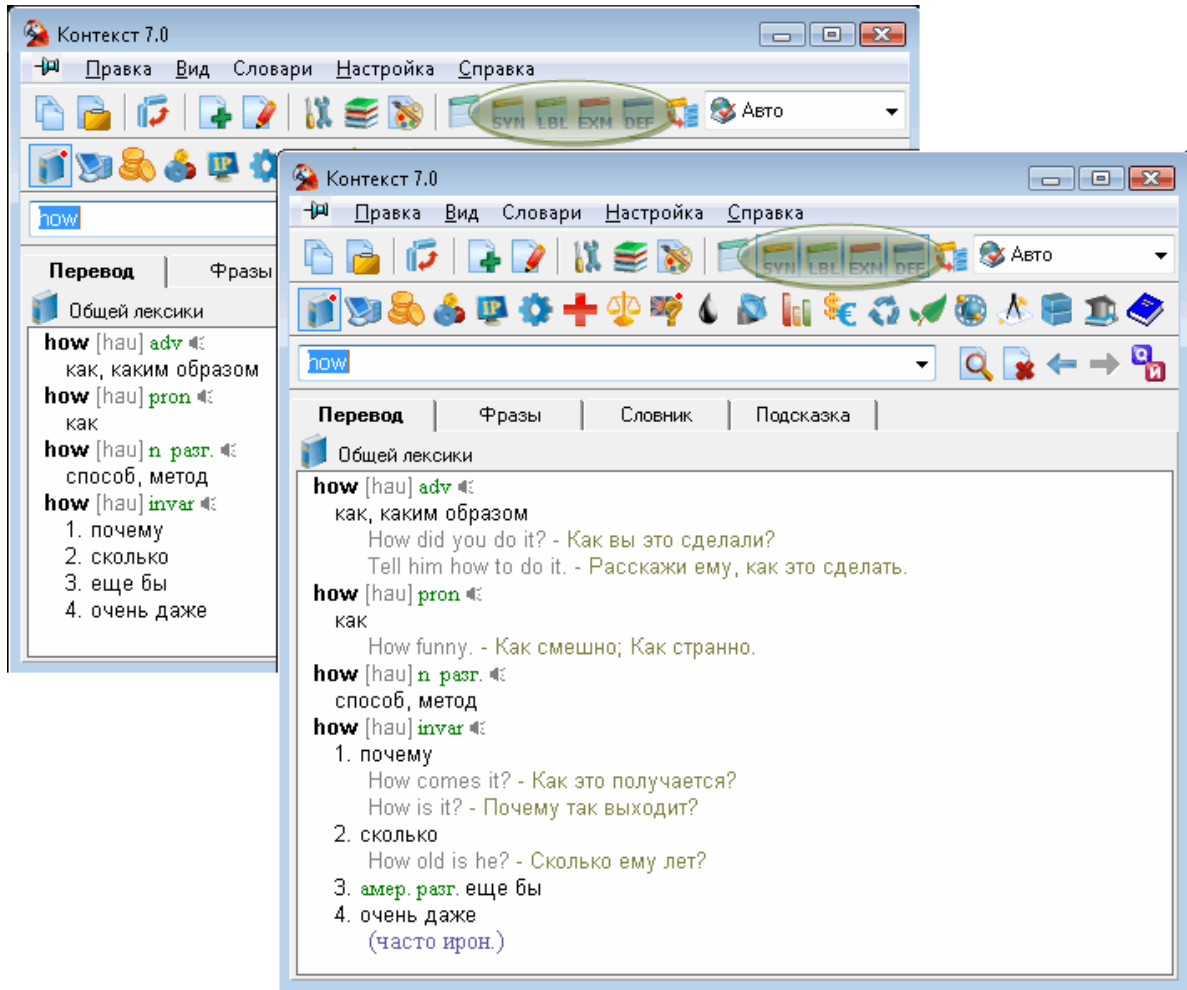 Контекст 7.0
Правка Вид Словари Настройка Справка
SYN LBL EXM DEF Авто
how
Перевод Фразы
Общей лексики
how [hau] adv
как, каким образом
how [hau] pron
как
how [hau] n разг.
способ, метод
how [hau] invar
1. почему
2. сколько
3. еще бы
4. очень даже
Контекст 7.0
Правка Вид Словари Настройка Справка
SYN LBL EXM DEF Авто
IP
how
Перевод Фразы Словник Подсказка
Общей лексики
how [hau] adv
как, каким образом
How did you do it? - Как вы это сделали?
Tell him how to do it. - Расскажи ему, как это сделать.
how [hau] pron
как
How funny. - Как смешно; Как странно.
how [hau] n разг.
способ, метод
how [hau] invar
1. почему
How comes it? - Как это получается?
How is it? - Почему так выходит?
2. сколько
How old is he? - Сколько ему лет?
3. амер. разг. еще бы
4. очень даже
(часто ирон.)